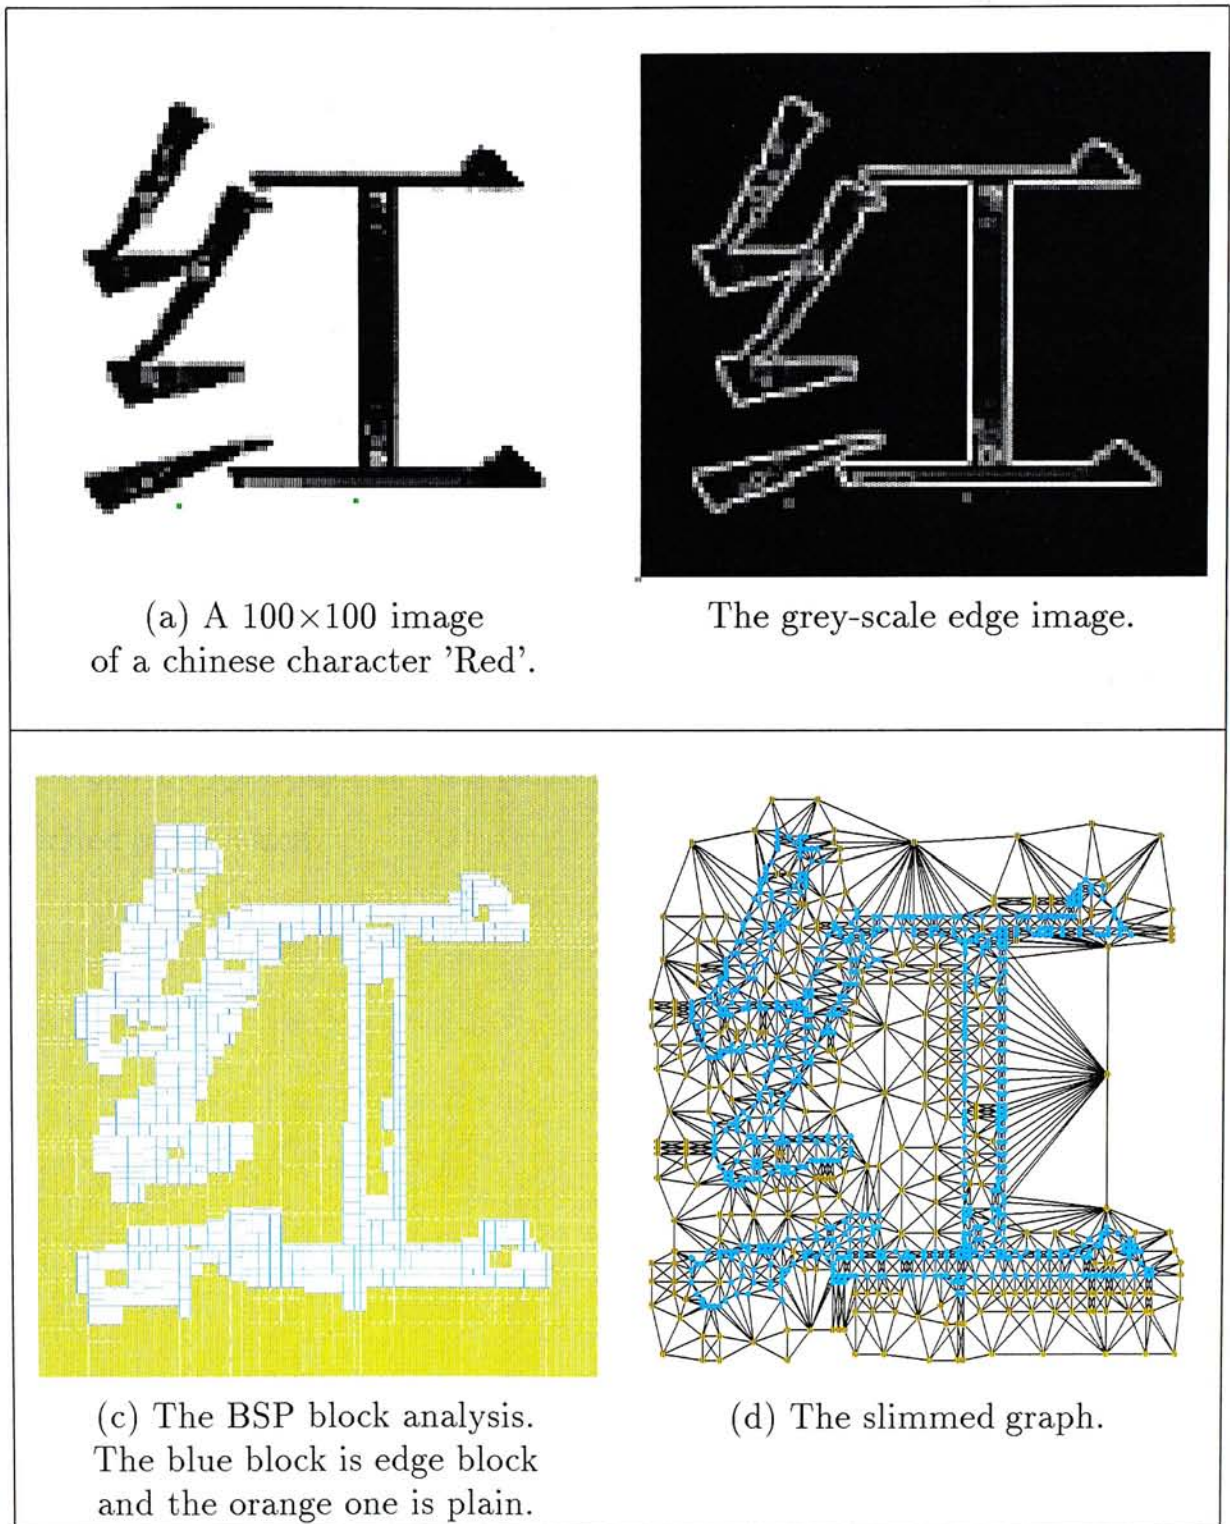 红
(a) A 100×100 image
of a chinese character 'Red'.
The grey-scale edge image.
(c) The BSP block analysis.
The blue block is edge block
and the orange one is plain.
(d) The slimmed graph.